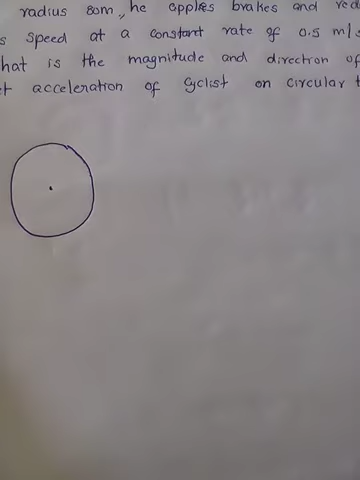 radius 80m, he applies brakes and red
s speed at a constant rate of 0.5 m/s
hat is the magnitude and direction of
t acceleration of cyclist on circular t